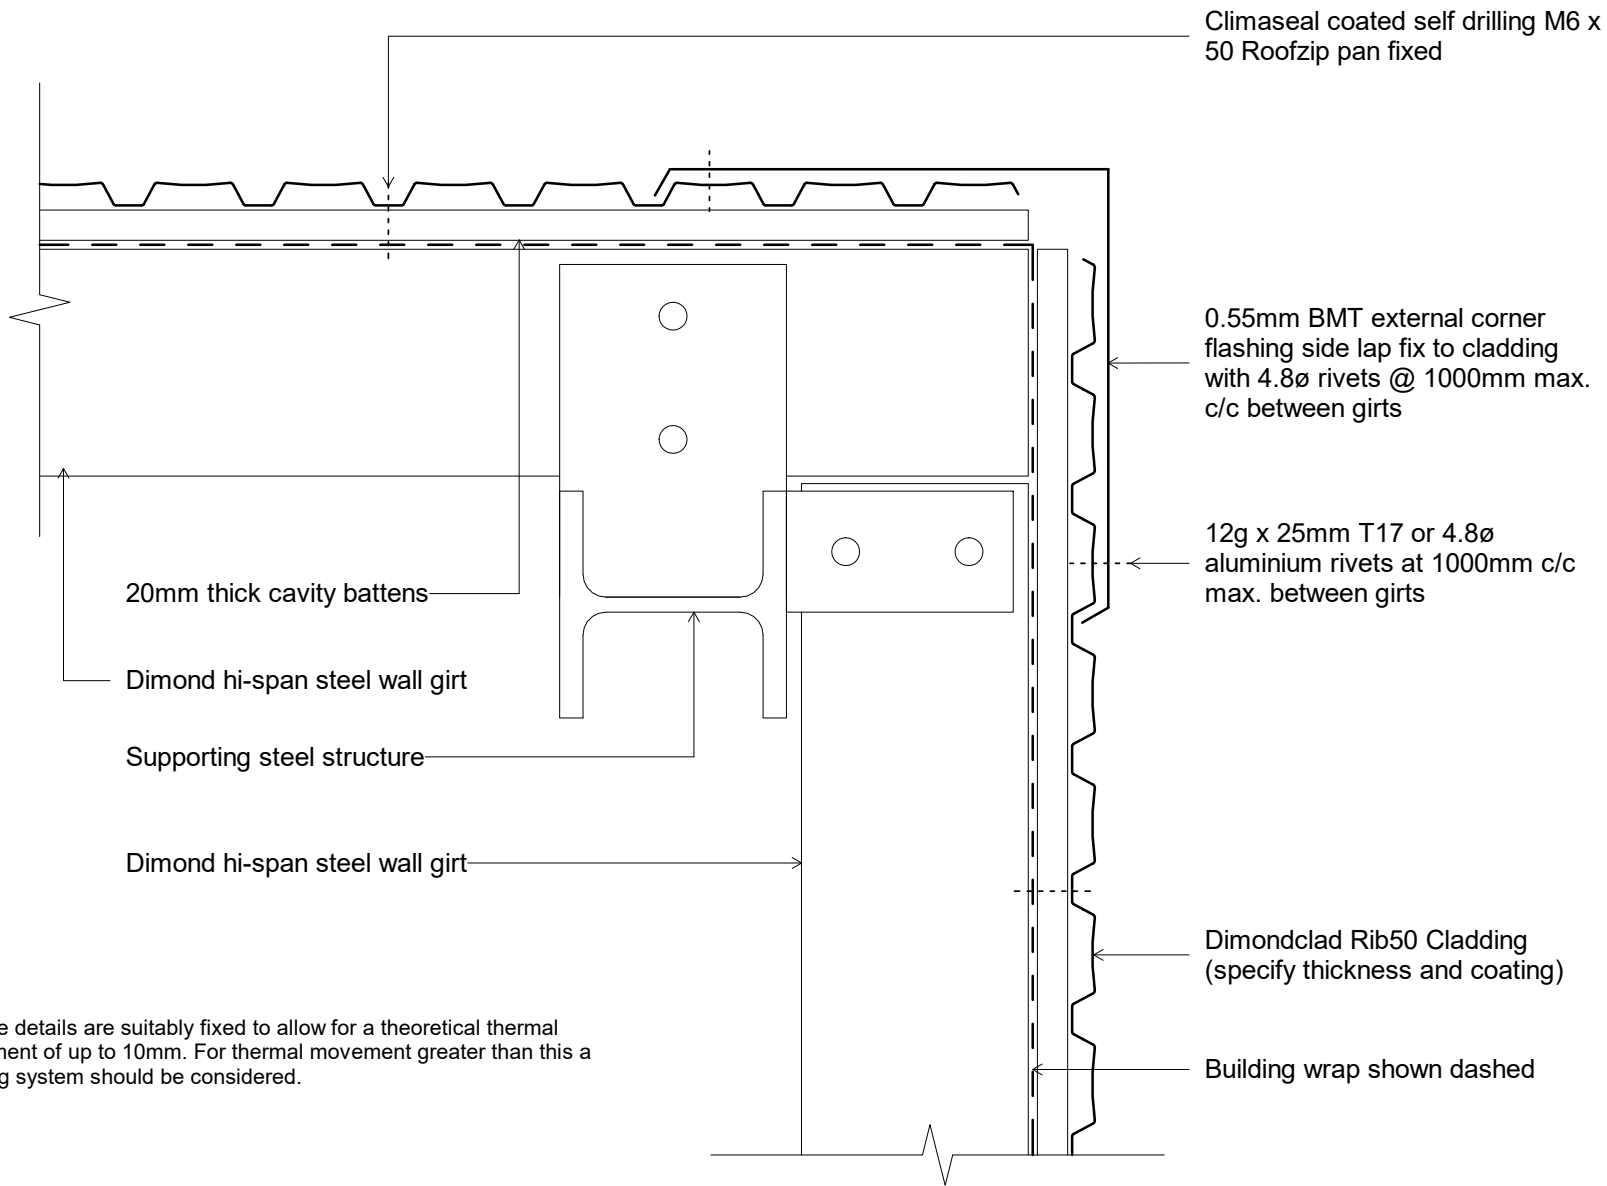 Climaseal coated self drilling M6 x
50 Roofzip pan fixed
0.55mm BMT external corner
flashing side lap fix to cladding
with 4.8ø rivets @ 1000mm max.
c/c between girts
12g x 25mm T17 or 4.8ø
aluminium rivets at 1000mm c/c
max. between girts
20mm thick cavity battens
Dimond hi-span steel wall girt
Supporting steel structure
Dimond hi-span steel wall girt
Dimondclad Rib50 Cladding
(specify thickness and coating)
Building wrap shown dashed
details are suitably fixed to allow for a theoretical thermal
of up to 10mm. For thermal movement greater than this a
system should be considered.